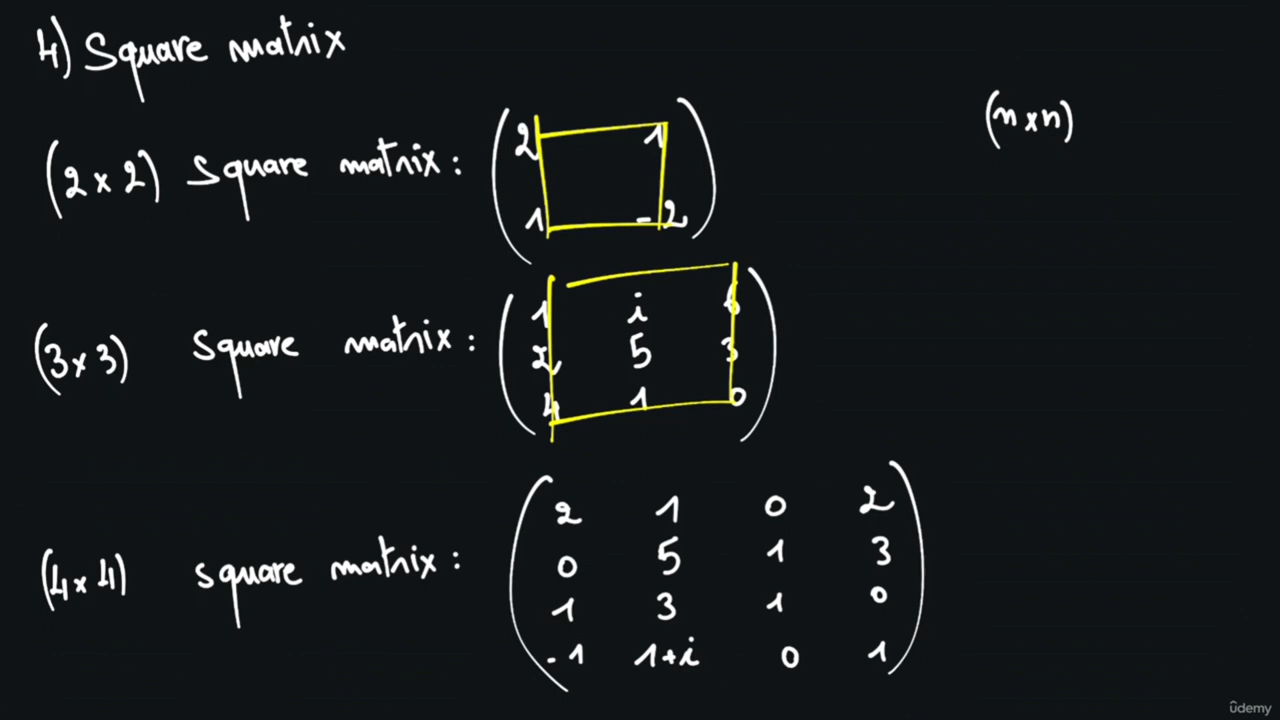 4) Square matrix
(n x n)
(2 x 2) Square matrix: ( 2 1
1 -2 )
(3 x 3) Square matrix: ( 1 i
2 5 3
4 1 0 )
(4 x 4) square matrix: ( 2 1 0 2
0 5 1 3
1 3 1 0
-1 1+i 0 1 )
ûdemy